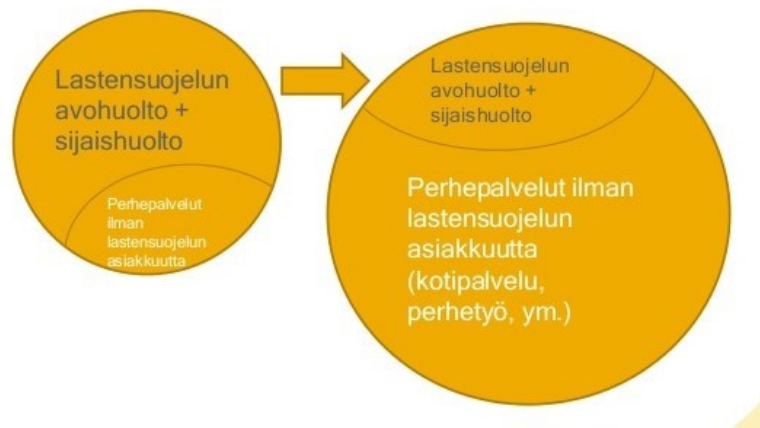 Lastensuojelun
avohuolto +
sijaishuolto
Perhepalvelut
ilman
lastensuojelun
asiakkuutta
Lastensuojelun
avohuolto +
sijaishuolto
Perhepalvelut ilman
lastensuojelun
asiakkuutta
(kotipalvelu,
perhetyö, ym.)